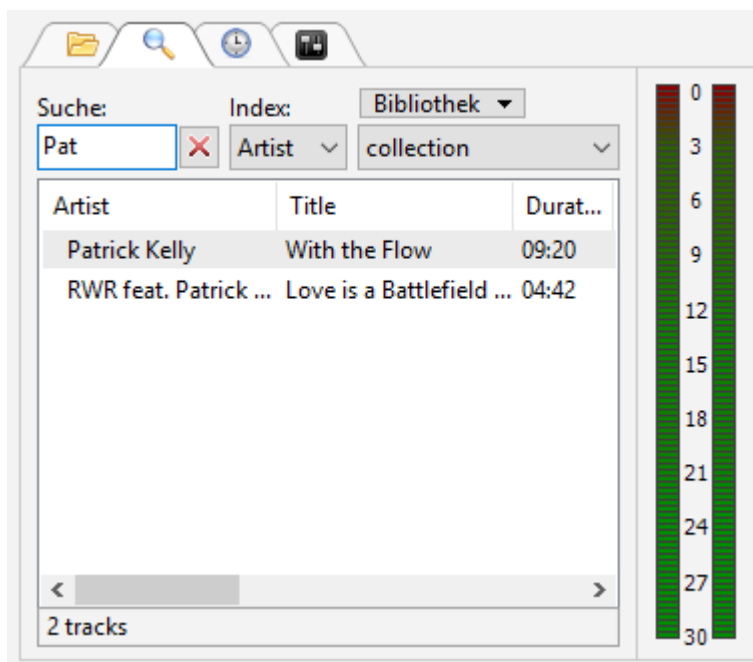 Suche: Index: Bibliothek
Pat Artist collection
Artist Title Durat...
Patrick Kelly With the Flow 09:20
RWR feat. Patrick ... Love is a Battlefield ... 04:42
2 tracks
0
3
6
9
12
15
18
21
24
27
30